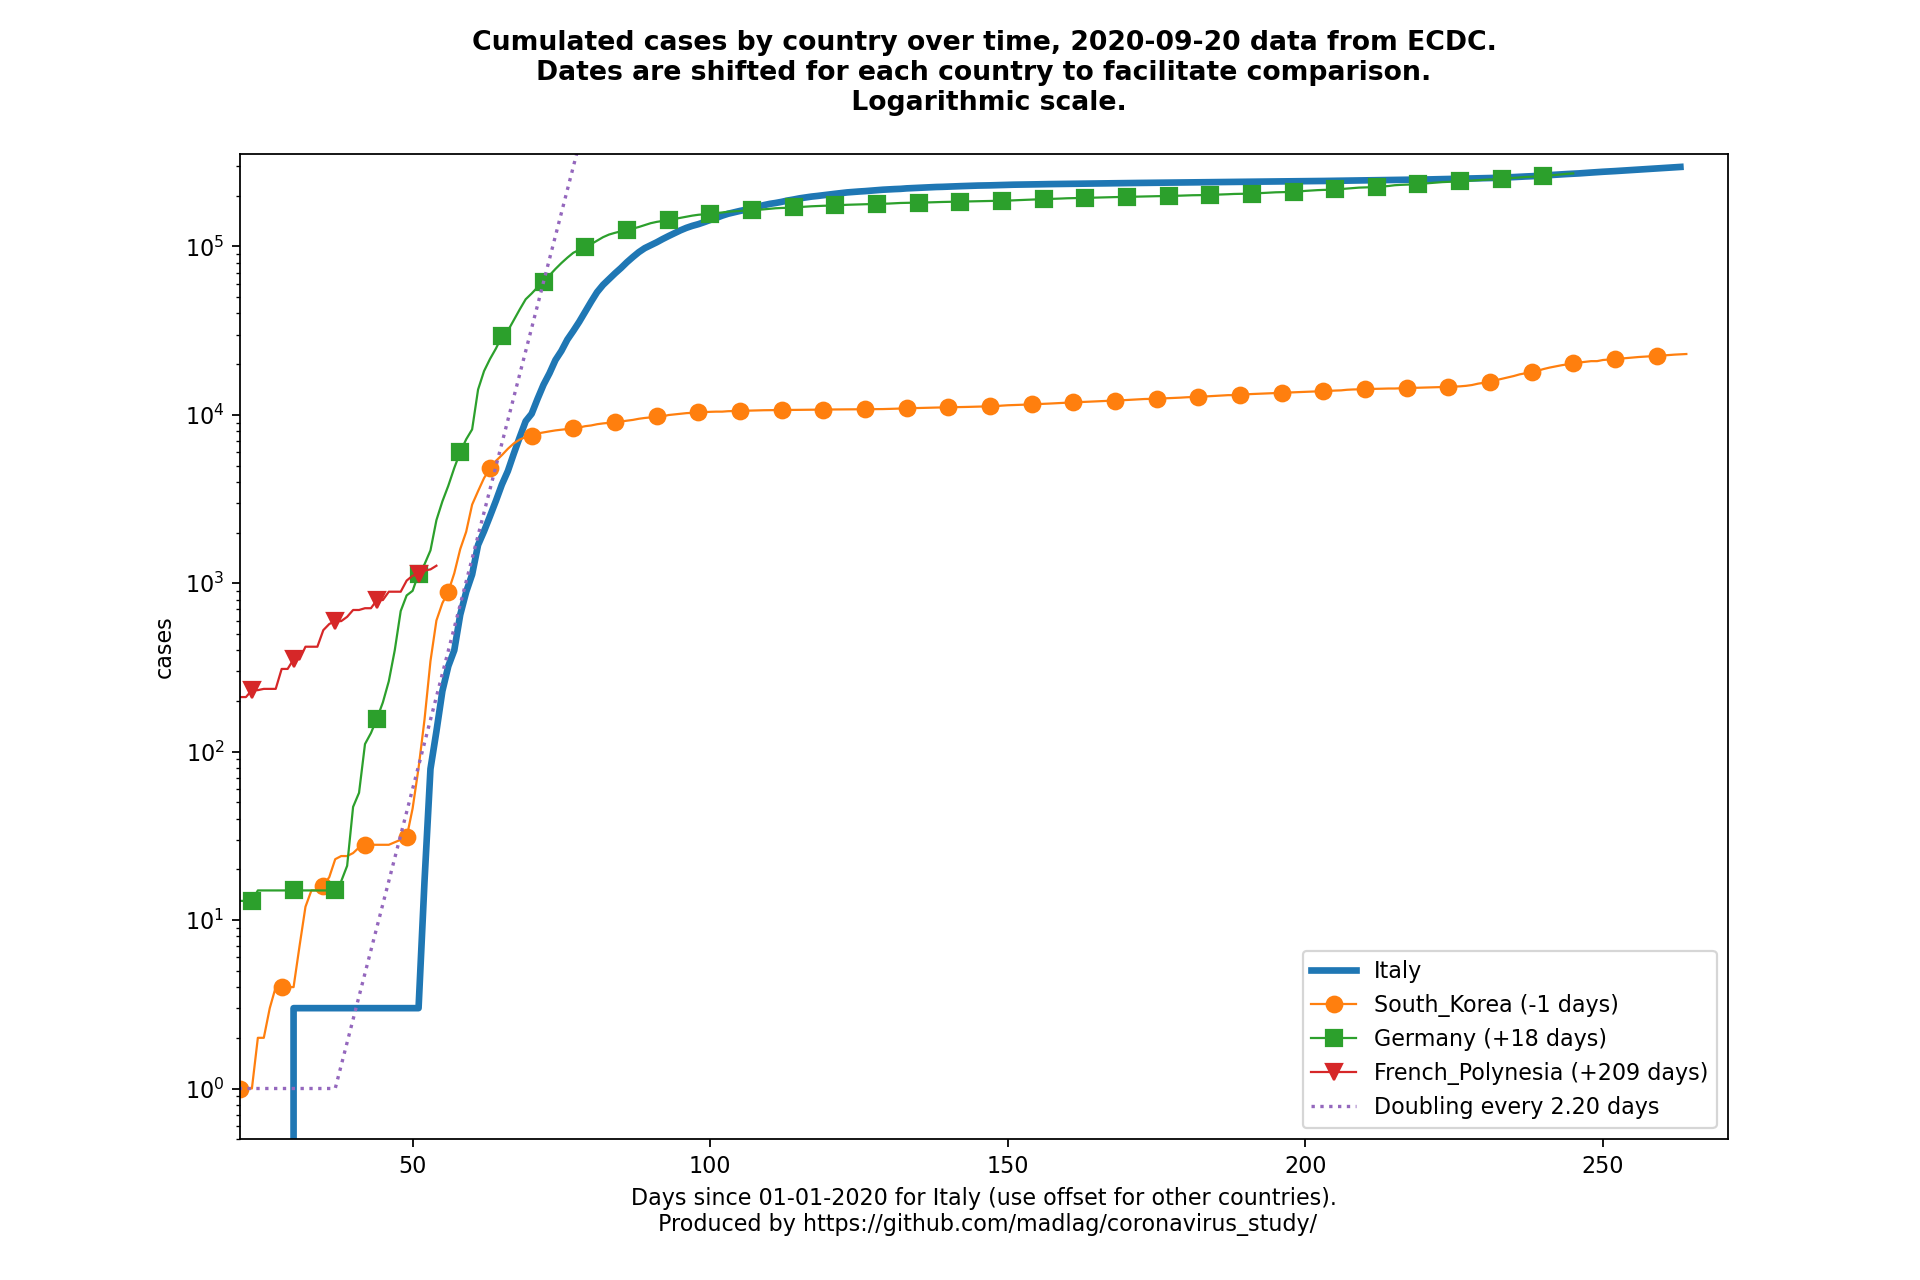 Cumulated cases by country over time, 2020-09-20 data from ECDC.
Dates are shifted for each country to facilitate comparison.
Logarithmic scale.
10^5
10^4
10^3
10^2
10^1
10^0
cases
Italy
South_Korea (-1 days)
Germany (+18 days)
French_Polynesia (+209 days)
Doubling every 2.20 days
50 100 150 200 250
Days since 01-01-2020 for Italy (use offset for other countries).
Produced by https://github.com/madlag/coronavirus_study/